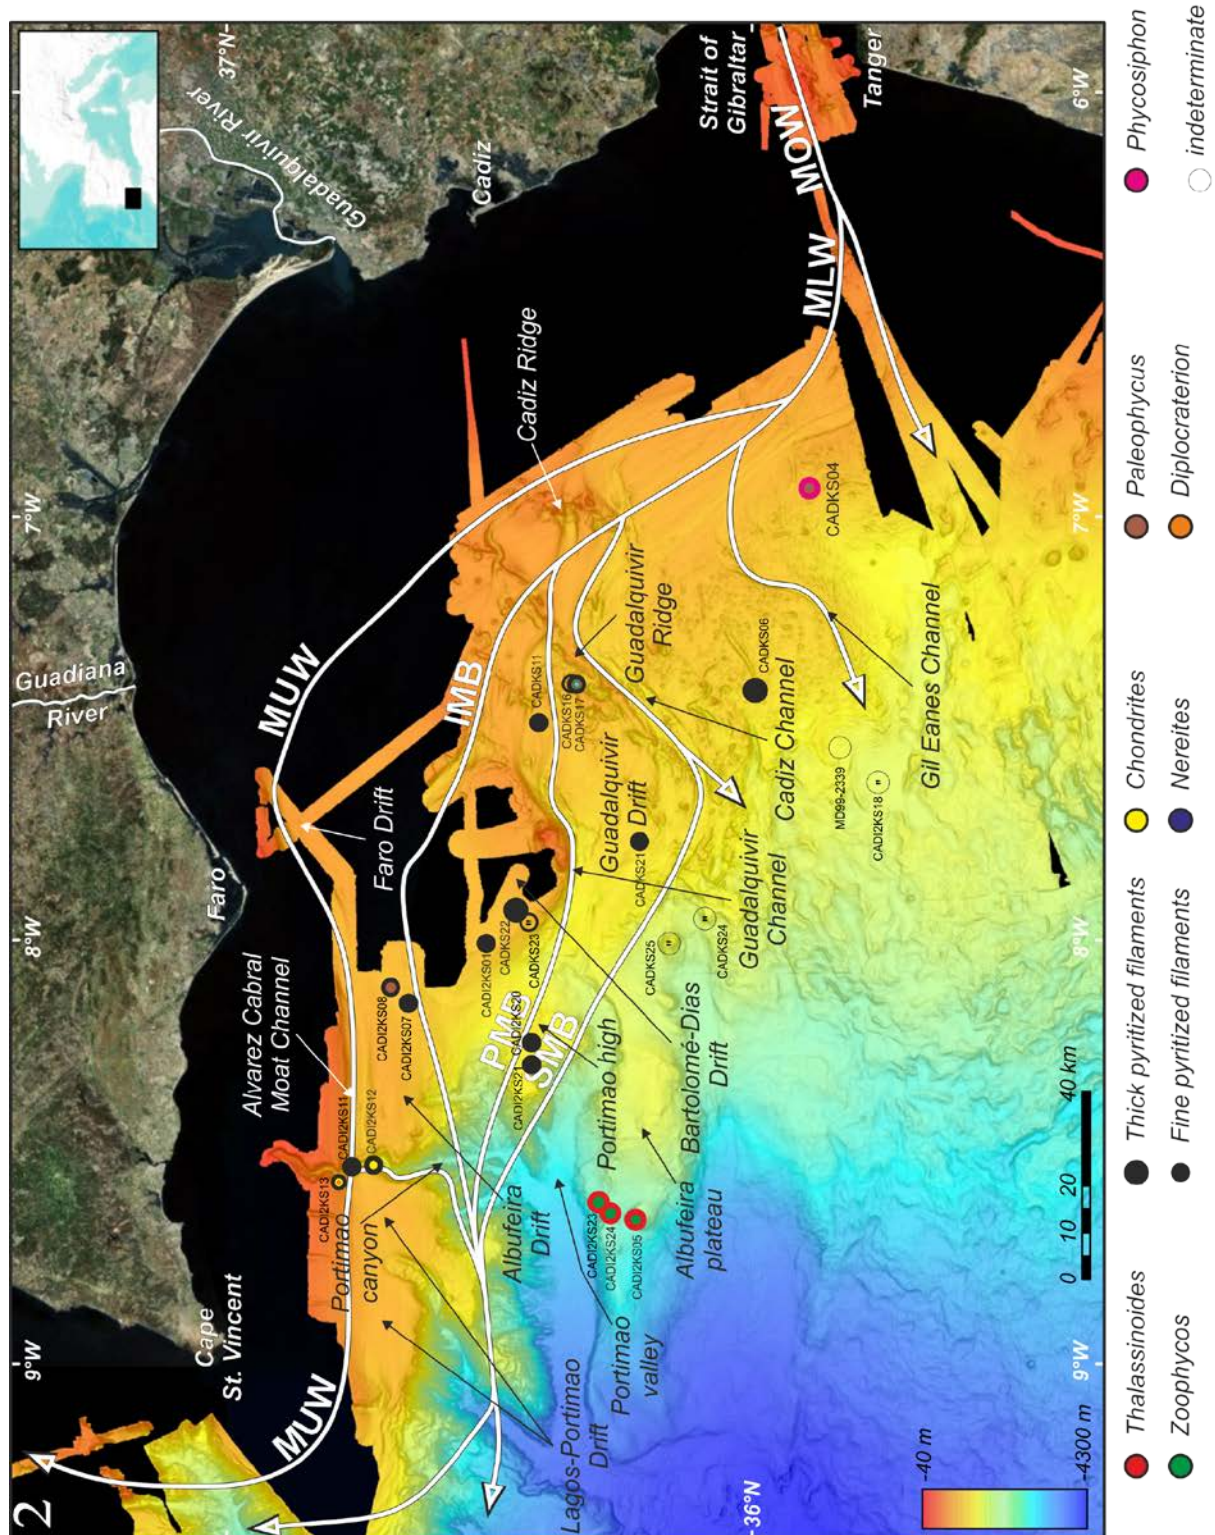 2
9°W
8°W
7°W
6°W
37°N
36°N
Cape
St. Vincent
Faro
Guadiana
River
Guadalquivir River
Cadiz
Strait of
Gibraltar
Tanger
MUW
MUW
IMB
PMB
SMB
MLW
MOW
Alvarez Cabral
Moat Channel
Faro Drift
Cadiz Ridge
Portimao
canyon
Albufeira
Drift
Lagos-Portimao
Drift
Portimao
valley
Portimao high
Albufeira
plateau
Bartolomé-Dias
Drift
Guadalquivir
Channel
Guadalquivir
Drift
Guadalquivir
Ridge
Cadiz Channel
Gil Eanes Channel
CADI2KS13
CADI2KS11
CADI2KS12
CADI2KS08
CADI2KS07
CADI2KS01
CADKS22
CADKS23
CADI2KS20
CADI2KS21
CADI2KS23
CADI2KS24
CADI2KS05
CADKS25
CADKS24
CADKS21
CADKS11
CADKS16
CADKS17
CADKS06
CADKS04
MD99-2339
CADI2KS18
-40 m
-4300 m
0 10 20 40 km
Thalassinoides
Thick pyritized filaments
Chondrites
Paleophycus
Phycosiphon
Zoophycos
Fine pyritized filaments
Nereites
Diplocraterion
indeterminate